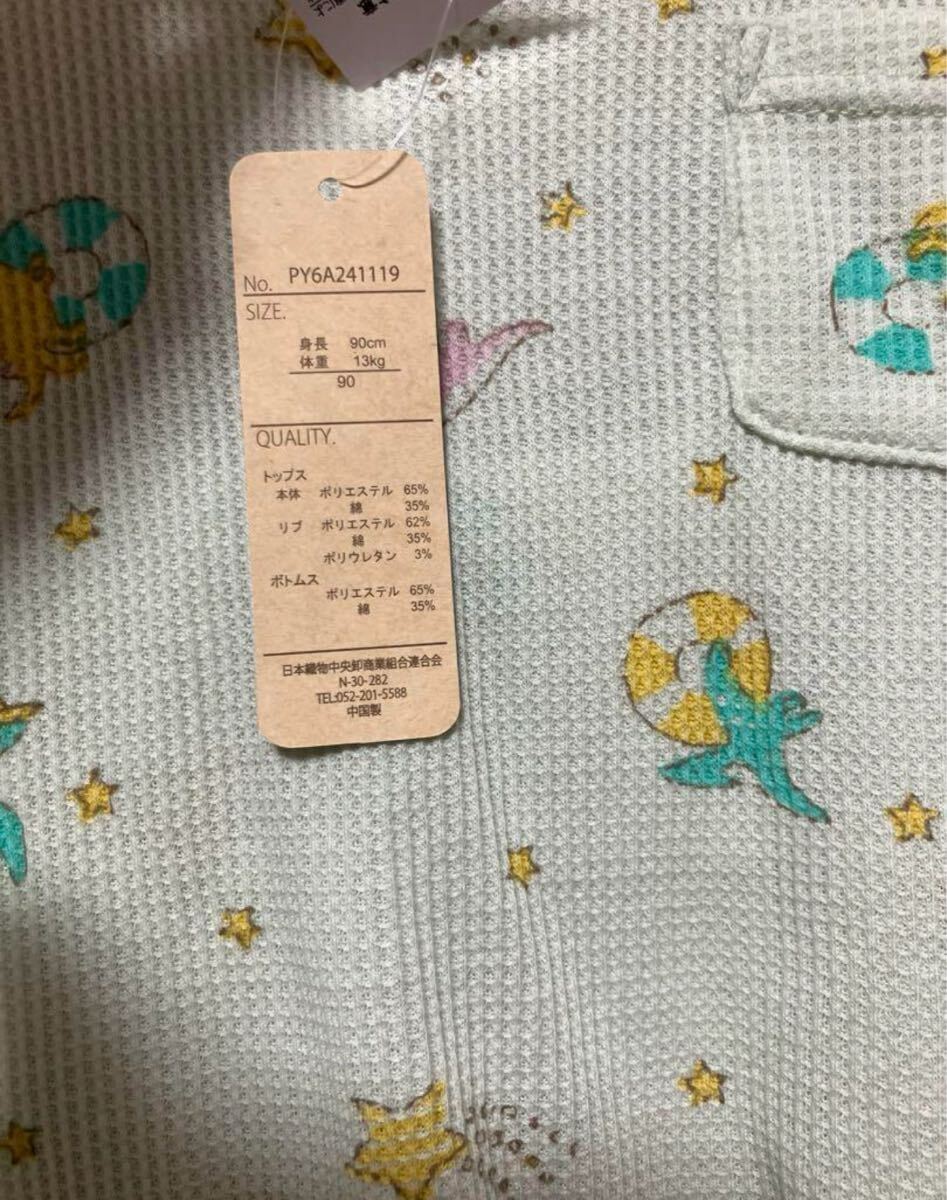 No. PY6A241119
SIZE.
身長 90cm
体重 13kg
90
QUALITY.
トップス
本体 ポリエステル 65%
綿 35%
リブ ポリエステル 62%
綿 35%
ポリウレタン 3%
ボトムス
ポリエステル 65%
綿 35%
日本織物中央卸商業組合連合会
N-30-282
TEL:052-201-5588
中国製